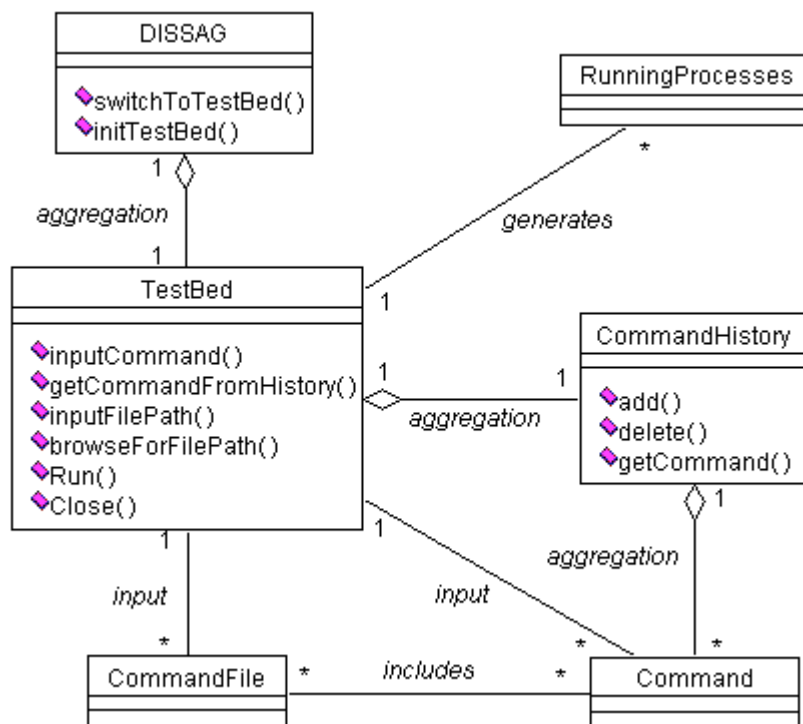 DISSAG
switchToTestBed()
initTestBed()
RunningProcesses
1
*
aggregation
generates
1
1
TestBed
inputCommand()
getCommandFromHistory()
inputFilePath()
browseForFilePath()
Run()
Close()
1
1
aggregation
CommandHistory
add()
delete()
getCommand()
1
1
1
aggregation
input
input
*
*
*
CommandFile
*
includes
*
Command